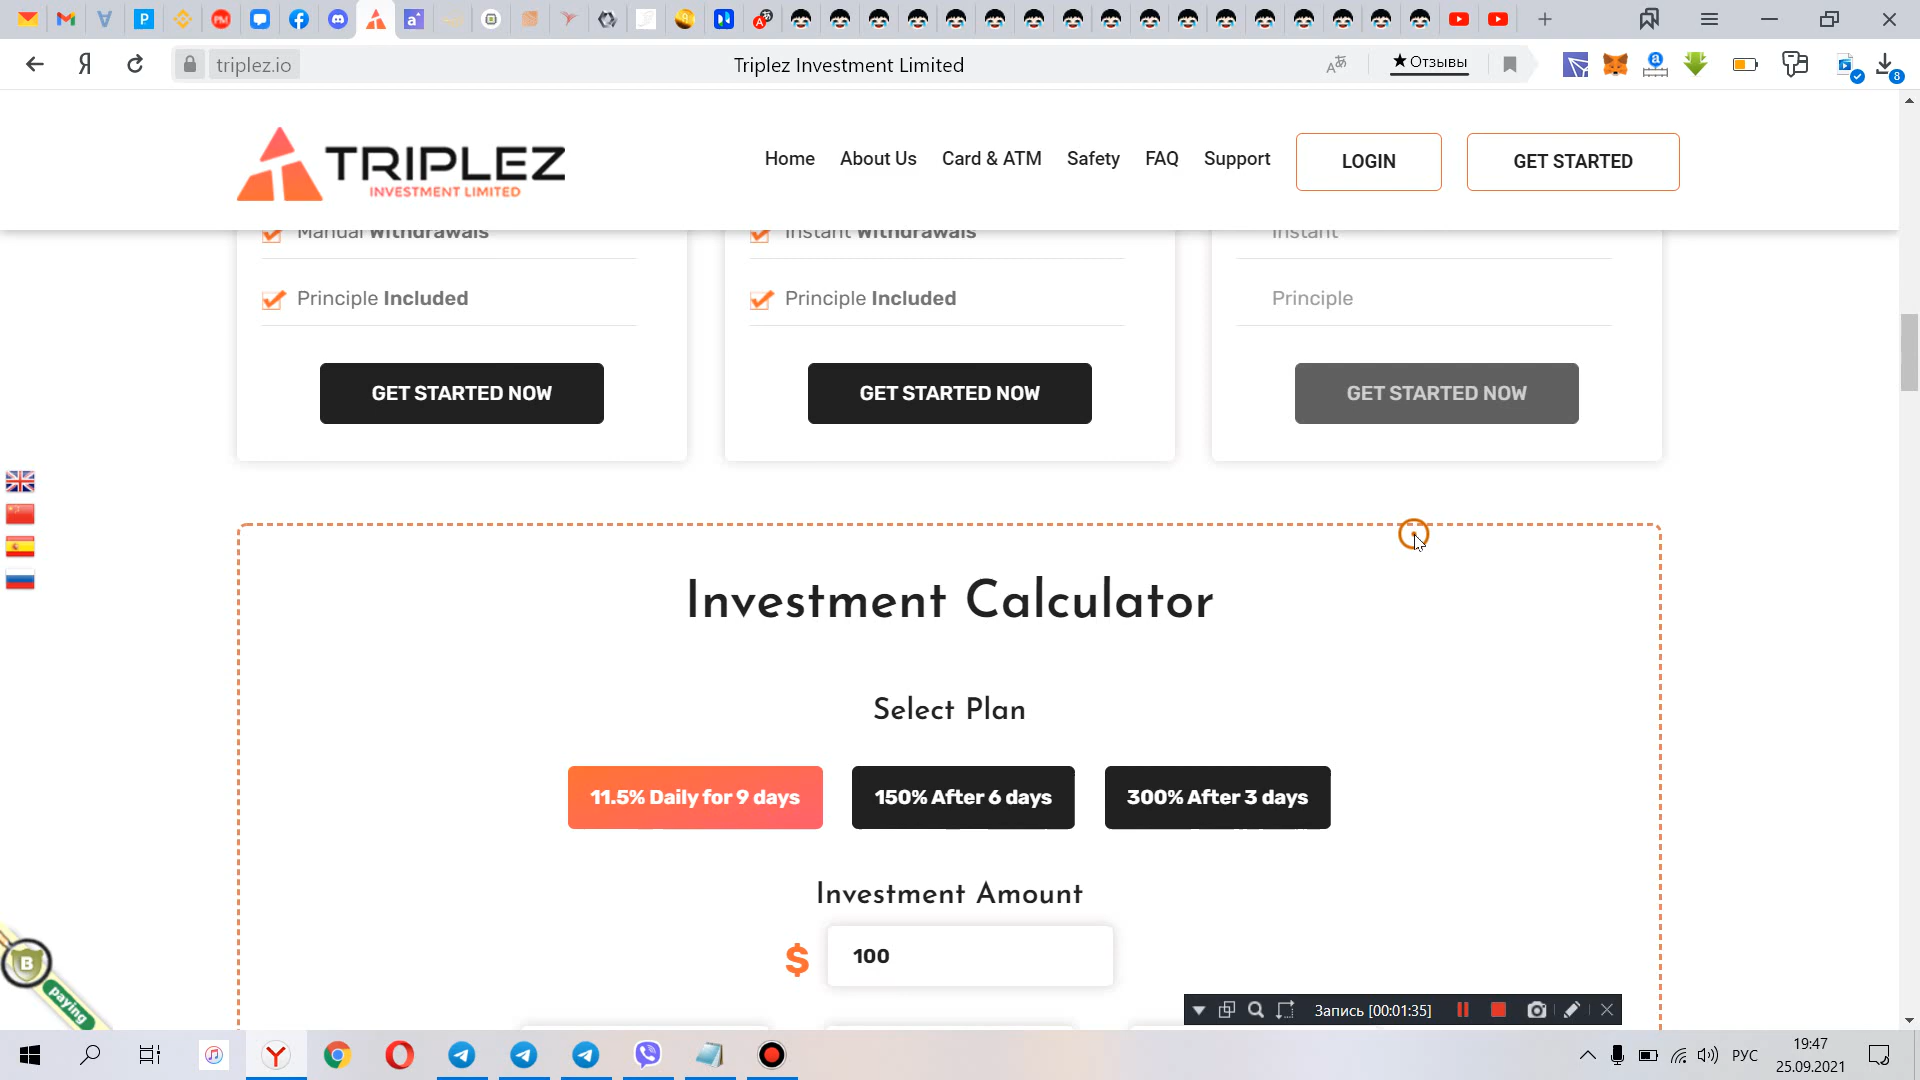 triplez.io
Triplez Investment Limited
★Отзывы
8
TRIPLEZ
INVESTMENT LIMITED
Home
About Us
Card & ATM
Safety
FAQ
Support
LOGIN
GET STARTED
Manual Withdrawals
Instant Withdrawals
Instant
Principle Included
Principle Included
Principle
GET STARTED NOW
GET STARTED NOW
GET STARTED NOW
Investment Calculator
Select Plan
11.5% Daily for 9 days
150% After 6 days
300% After 3 days
Investment Amount
$
100
B
paying
Запись [00:01:35]
РУС
19:47
25.09.2021